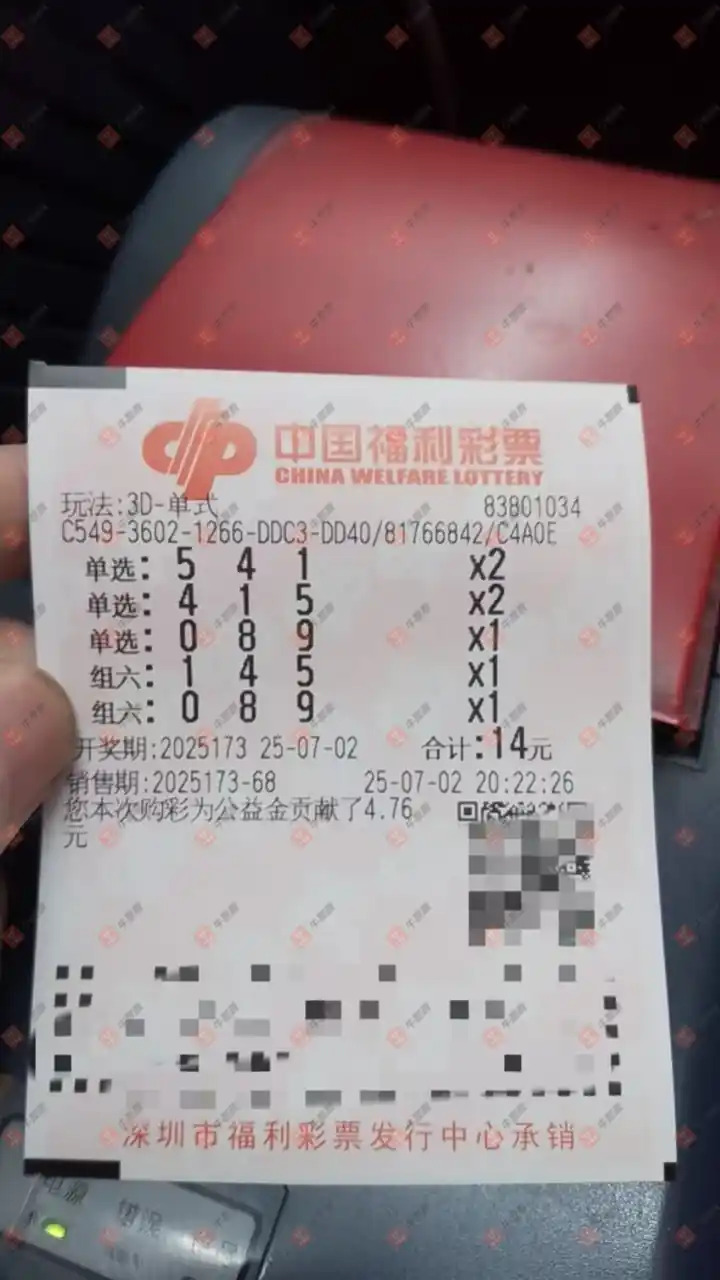 中国福利彩票
CHINA WELFARE LOTTERY
玩法:3D-单式 83801034
C549-3602-1266-DDC3-DD40/81766842/C4A0E
单选: 5 4 1 x2
单选: 4 1 5 x2
单选: 0 8 9 x1
组六: 1 4 5 x1
组六: 0 8 9 x1
开奖期:2025173 25-07-02 合计:14元
销售期:2025173-68 25-07-02 20:22:26
您本次购彩为公益金贡献了4.76
元
深圳市福利彩票发行中心承销
电源